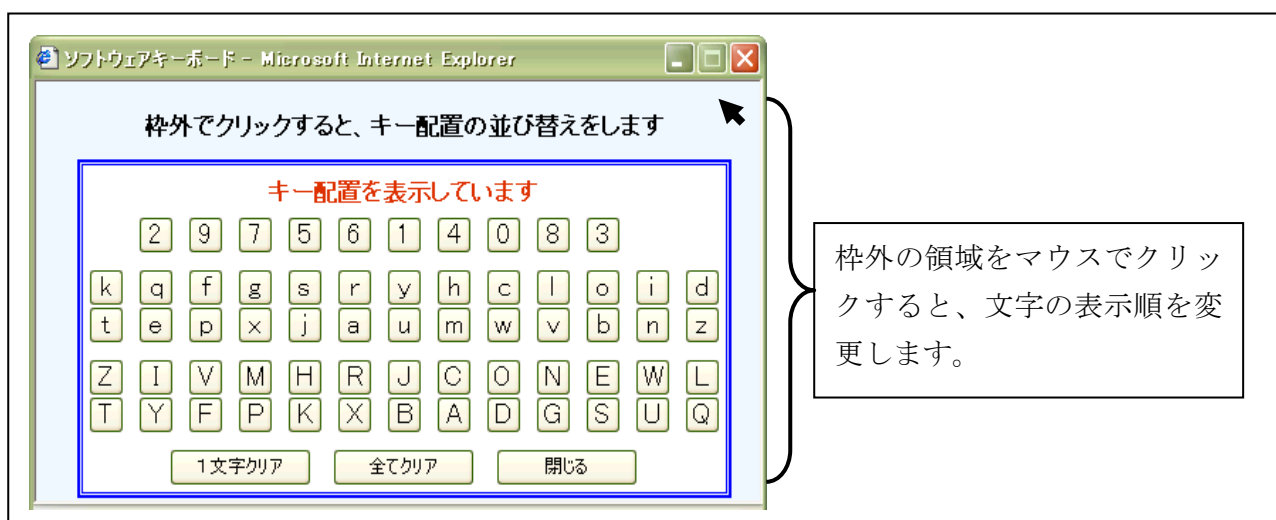 ソフトウェアキーボード - Microsoft Internet Explorer
枠外でクリックすると、キー配置の並び替えをします
キー配置を表示しています
2 9 7 5 6 1 4 0 8 3
k q f g s r y h c l o i d
t e p x j a u m w v b n z
Z I V M H R J C O N E W L
T Y F P K X B A D G S U Q
1文字クリア 全てクリア 閉じる
枠外の領域をマウスでクリッ
クすると、文字の表示順を変
更します。